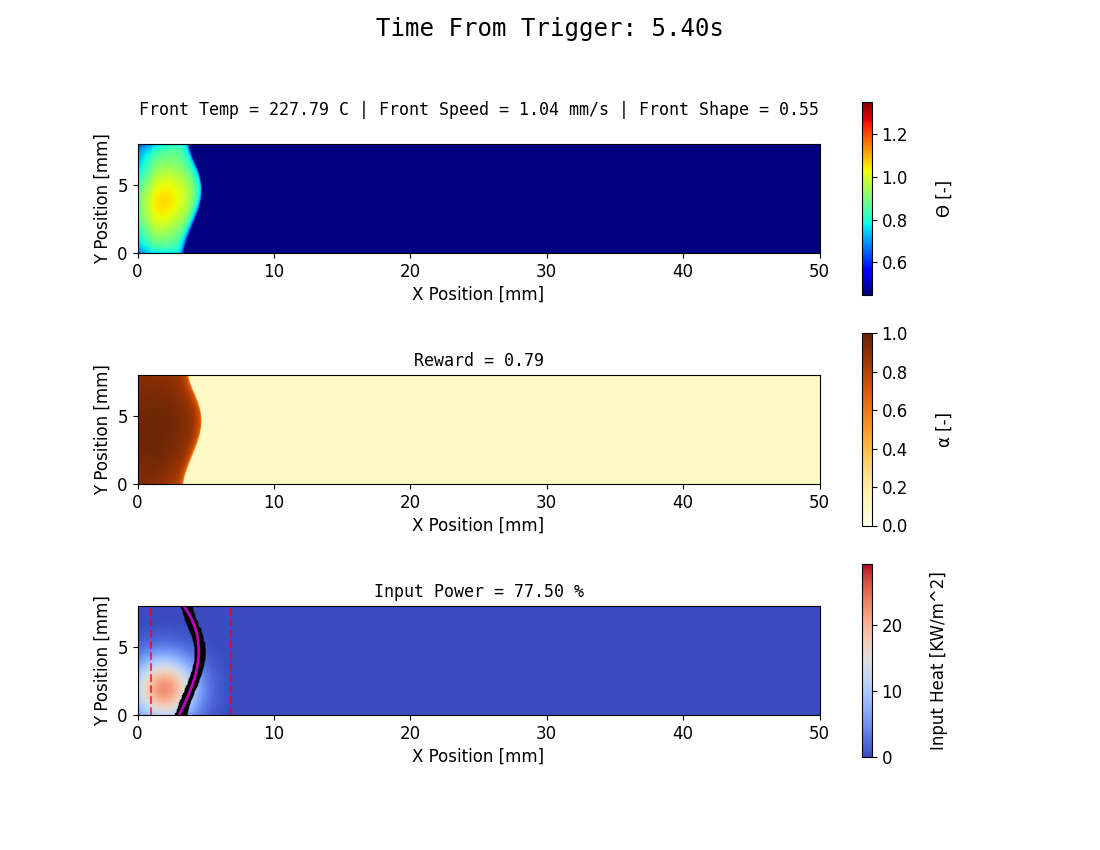 Time From Trigger: 5.40s
Front Temp = 227.79 C | Front Speed = 1.04 mm/s | Front Shape = 0.55
Y Position [mm]
5
0
0 10 20 30 40 50
X Position [mm]
1.2
1.0
0.8
0.6
Θ [-]
Reward = 0.79
Y Position [mm]
5
0
0 10 20 30 40 50
X Position [mm]
1.0
0.8
0.6
0.4
0.2
0.0
α [-]
Input Power = 77.50 %
Y Position [mm]
5
0
0 10 20 30 40 50
X Position [mm]
20
10
0
Input Heat [KW/m^2]